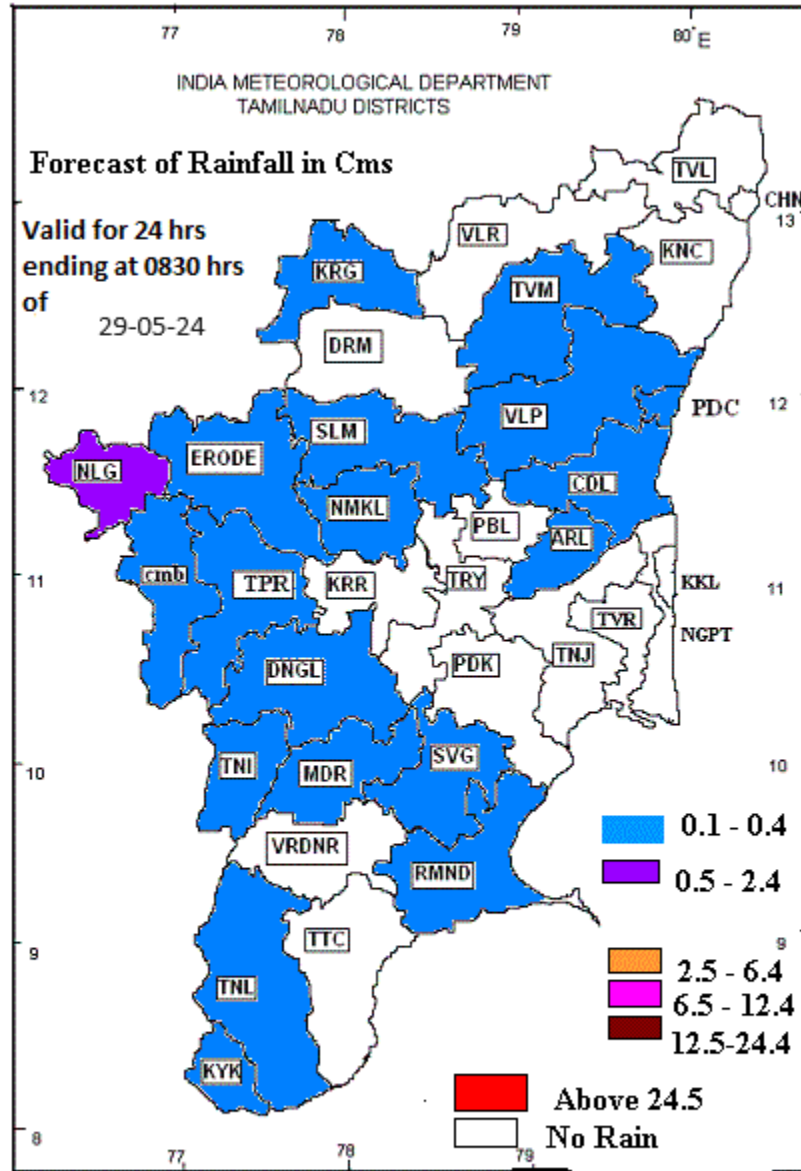 77 78 79 80°E
INDIA METEOROLOGICAL DEPARTMENT
TAMILNADU DISTRICTS
Forecast of Rainfall in Cms
TVL
CHN
13
Valid for 24 hrs
ending at 0830 hrs
of
29-05-24
VLR
KNC
KRG
TVM
DRM
12
12
PDC
VLP
SLM
ERODE
NLG
CDL
NMKL
PBL
ARL
11
cmb
TPR
KRR
TRY
KKL
11
TVR
NGPT
DNGL
PDK
TNJ
10
TNI
MDR
SVG
10
0.1 - 0.4
VRDNR
RMND
0.5 - 2.4
9
TTC
9
2.5 - 6.4
TNL
6.5 - 12.4
12.5-24.4
KYK
Above 24.5
No Rain
8
77 78 79